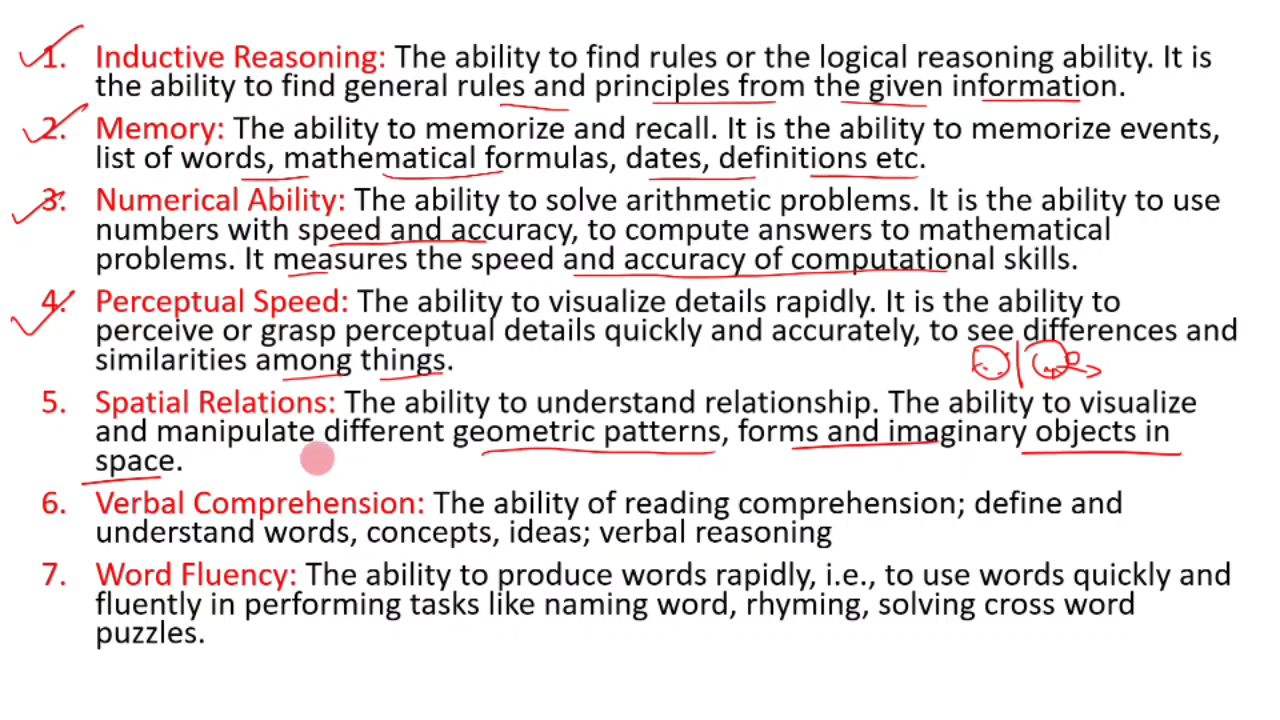 1. Inductive Reasoning: The ability to find rules or the logical reasoning ability. It is
the ability to find general rules and principles from the given information.
2. Memory: The ability to memorize and recall. It is the ability to memorize events,
list of words, mathematical formulas, dates, definitions etc.
3. Numerical Ability: The ability to solve arithmetic problems. It is the ability to use
numbers with speed and accuracy, to compute answers to mathematical
problems. It measures the speed and accuracy of computational skills.
4. Perceptual Speed: The ability to visualize details rapidly. It is the ability to
perceive or grasp perceptual details quickly and accurately, to see differences and
similarities among things.
5. Spatial Relations: The ability to understand relationship. The ability to visualize
and manipulate different geometric patterns, forms and imaginary objects in
space.
6. Verbal Comprehension: The ability of reading comprehension; define and
understand words, concepts, ideas; verbal reasoning
7. Word Fluency: The ability to produce words rapidly, i.e., to use words quickly and
fluently in performing tasks like naming word, rhyming, solving cross word
puzzles.